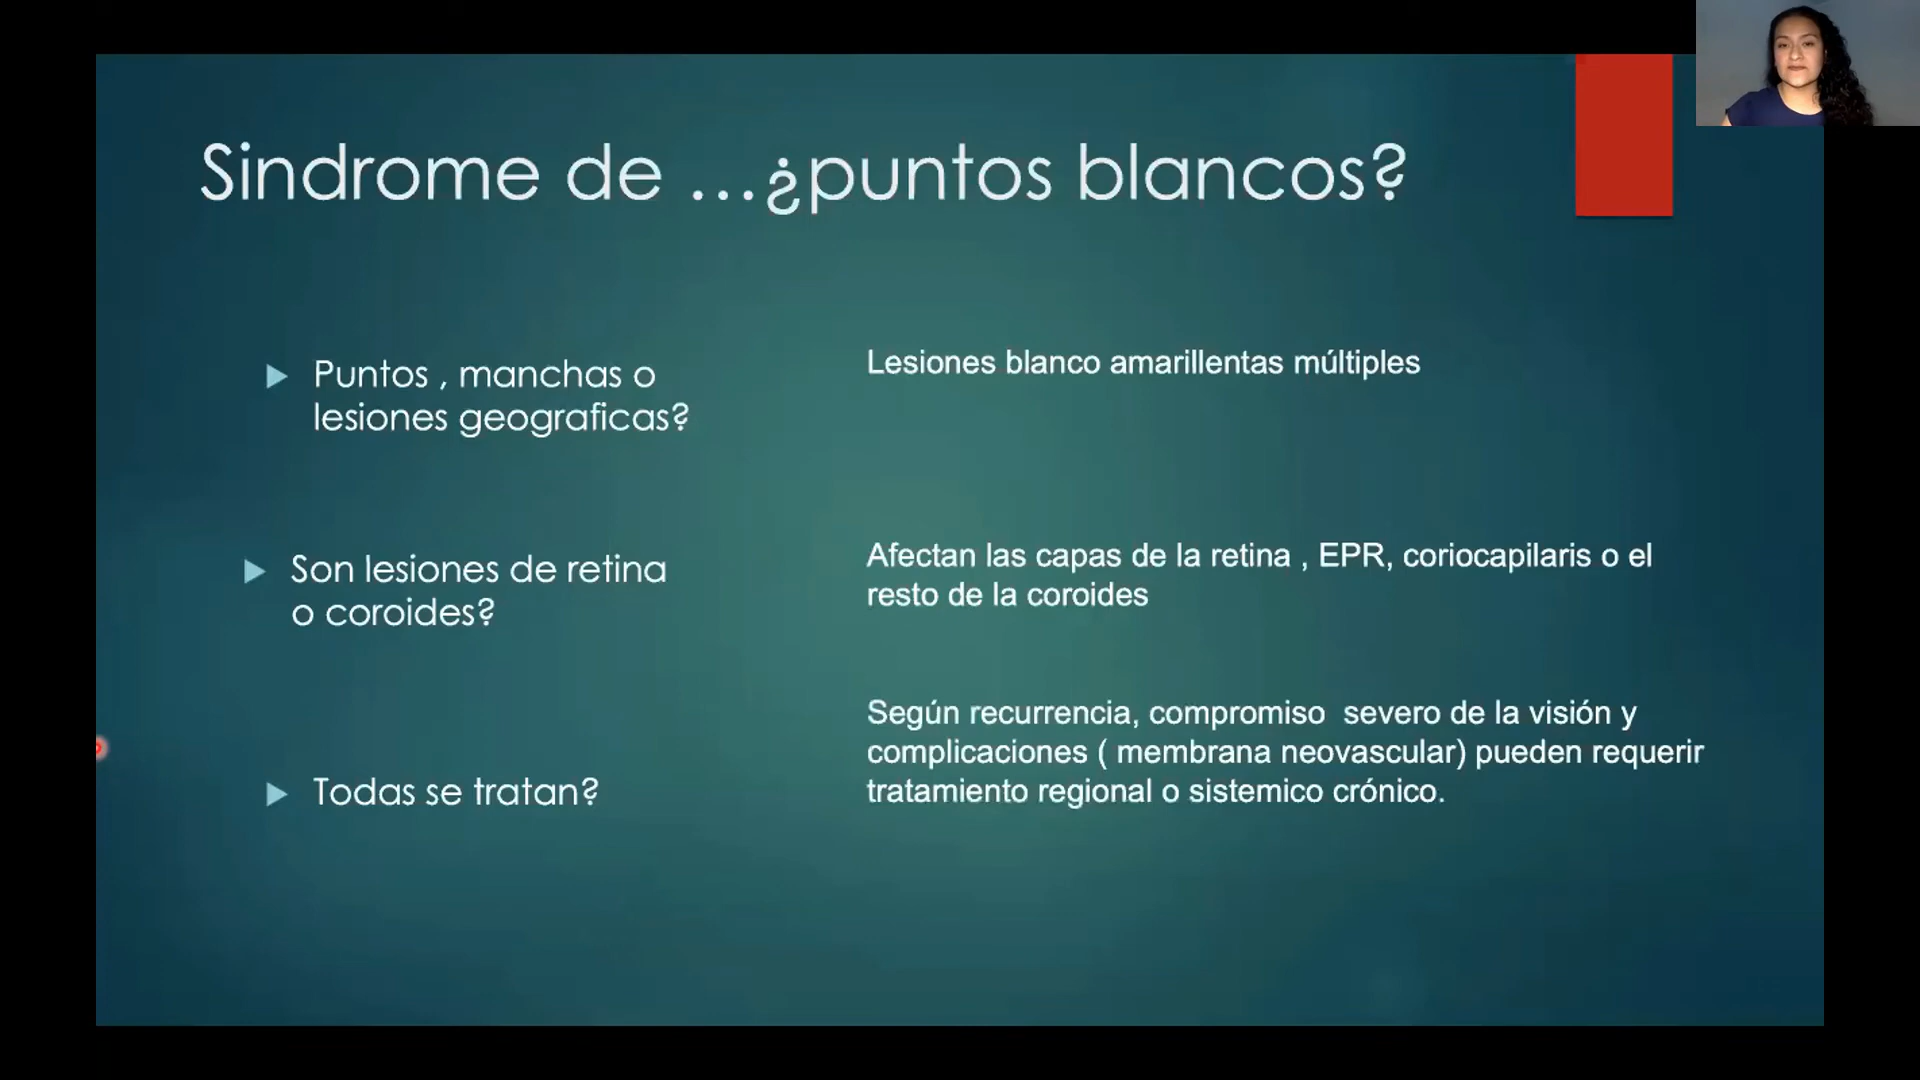 Sindrome de ...¿puntos blancos?
Puntos , manchas o
lesiones geograficas?
Lesiones blanco amarillentas múltiples
Son lesiones de retina
o coroides?
Afectan las capas de la retina , EPR, coriocapilaris o el
resto de la coroides
Todas se tratan?
Según recurrencia, compromiso  severo de la visión y
complicaciones ( membrana neovascular) pueden requerir
tratamiento regional o sistemico crónico.